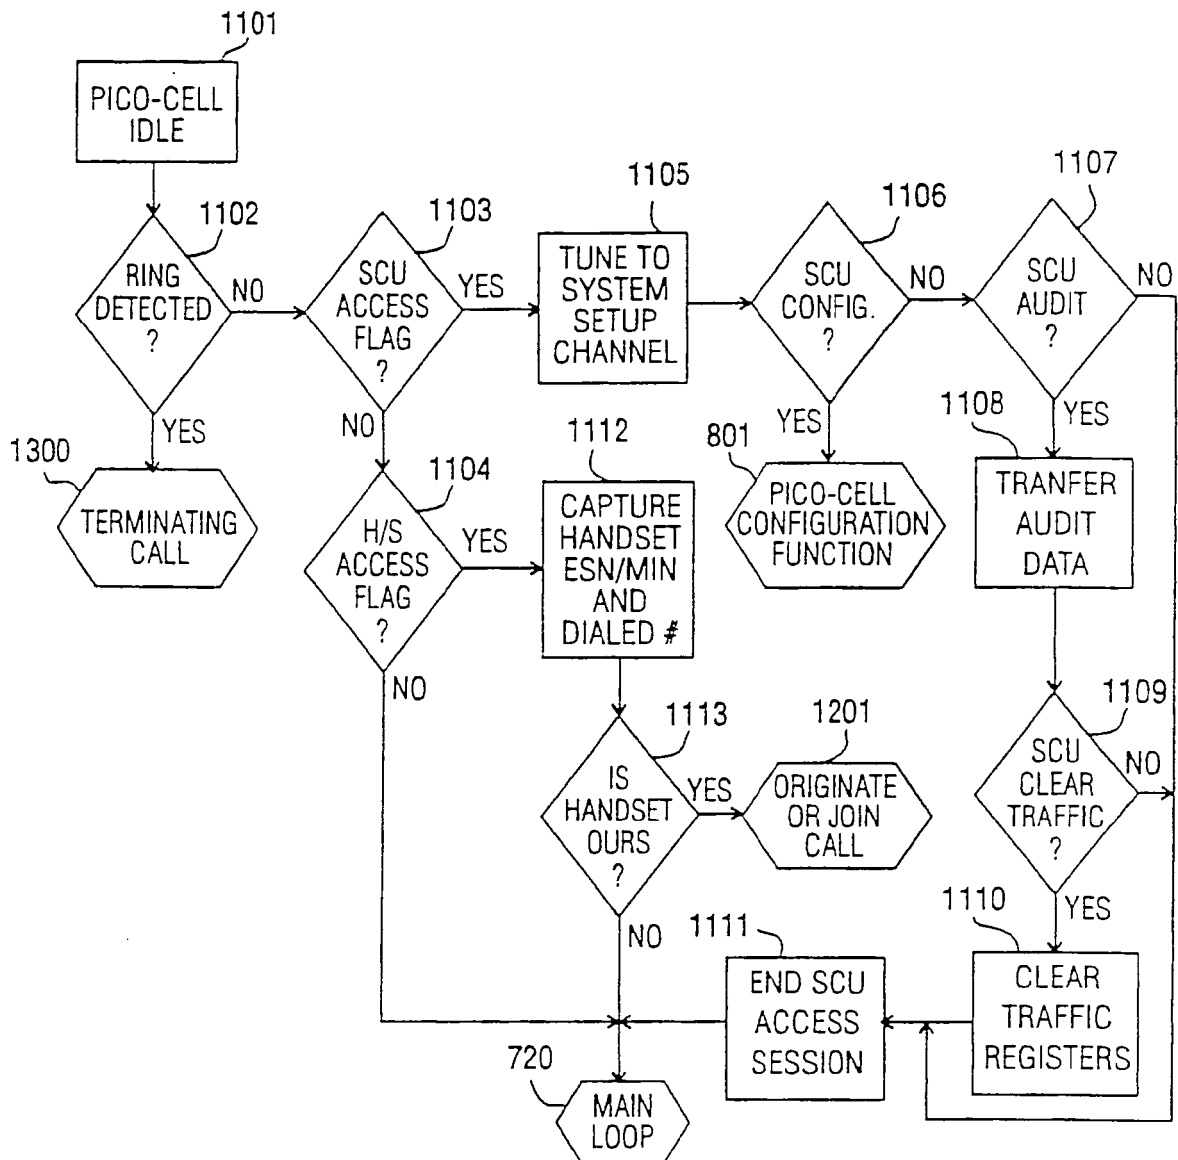 1101
PICO-CELL
IDLE
1102
RING
DETECTED
?
NO
YES
1300
TERMINATING
CALL
1103
SCU
ACCESS
FLAG
?
YES
NO
1105
TUNE TO
SYSTEM
SETUP
CHANNEL
1106
SCU
CONFIG.
?
NO
YES
801
PICO-CELL
CONFIGURATION
FUNCTION
1107
SCU
AUDIT
?
NO
YES
1108
TRANFER
AUDIT
DATA
1104
H/S
ACCESS
FLAG
?
YES
NO
1112
CAPTURE
HANDSET
ESN/MIN
AND
DIALED #
1113
IS
HANDSET
OURS
?
YES
NO
1201
ORIGINATE
OR JOIN
CALL
1109
SCU
CLEAR
TRAFFIC
?
NO
YES
1110
CLEAR
TRAFFIC
REGISTERS
1111
END SCU
ACCESS
SESSION
720
MAIN
LOOP